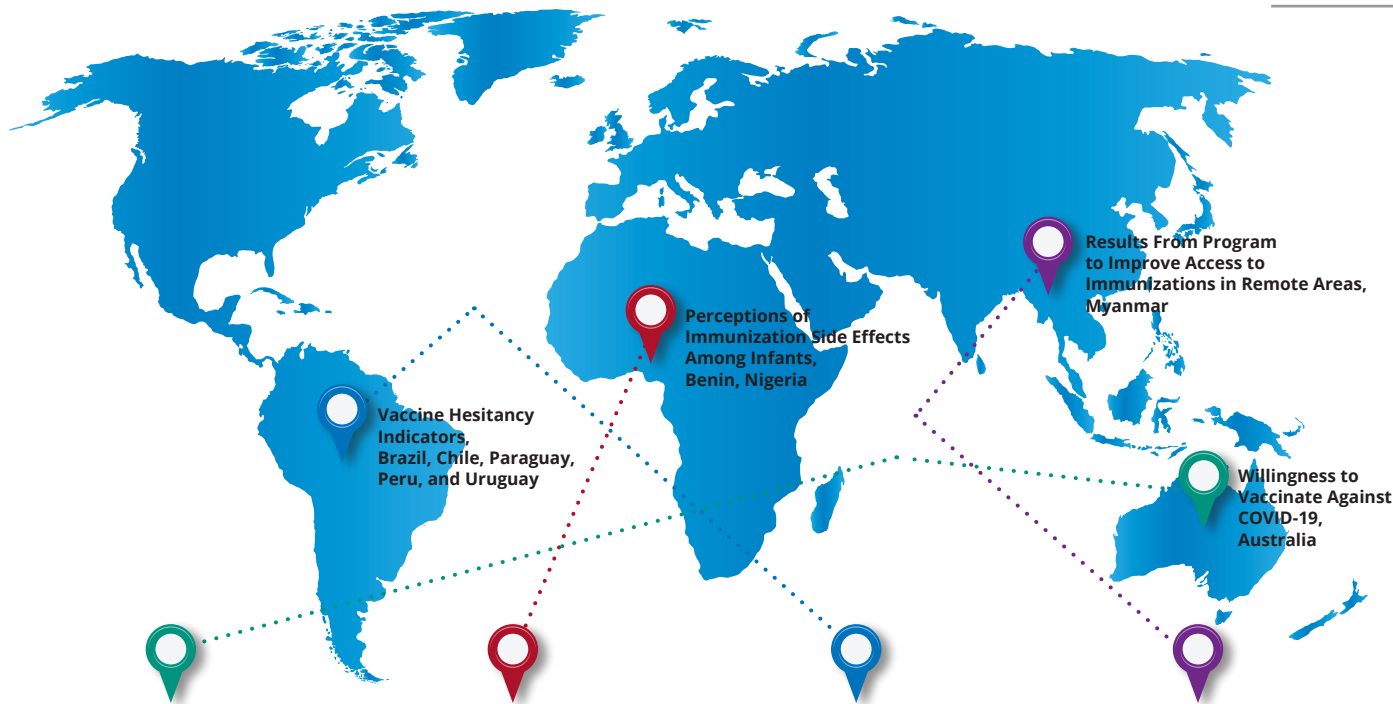 Results From Program
to Improve Access to
Immunizations in Remote Areas,
Myanmar
Perceptions of
Immunization Side Effects
Among Infants,
Benin, Nigeria
Vaccine Hesitancy
Indicators,
Brazil, Chile, Paraguay,
Peru, and Uruguay
Willingness to
Vaccinate Against
COVID-19,
Australia